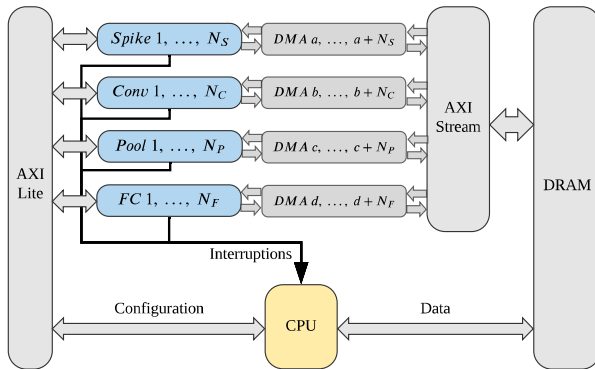 Spike 1, ..., N_S
DMA a, ..., a + N_S
Conv 1, ..., N_C
DMA b, ..., b + N_C
Pool 1, ..., N_P
DMA c, ..., c + N_P
FC 1, ..., N_F
DMA d, ..., d + N_F
AXI
Lite
AXI
Stream
DRAM
Interruptions
Configuration
CPU
Data